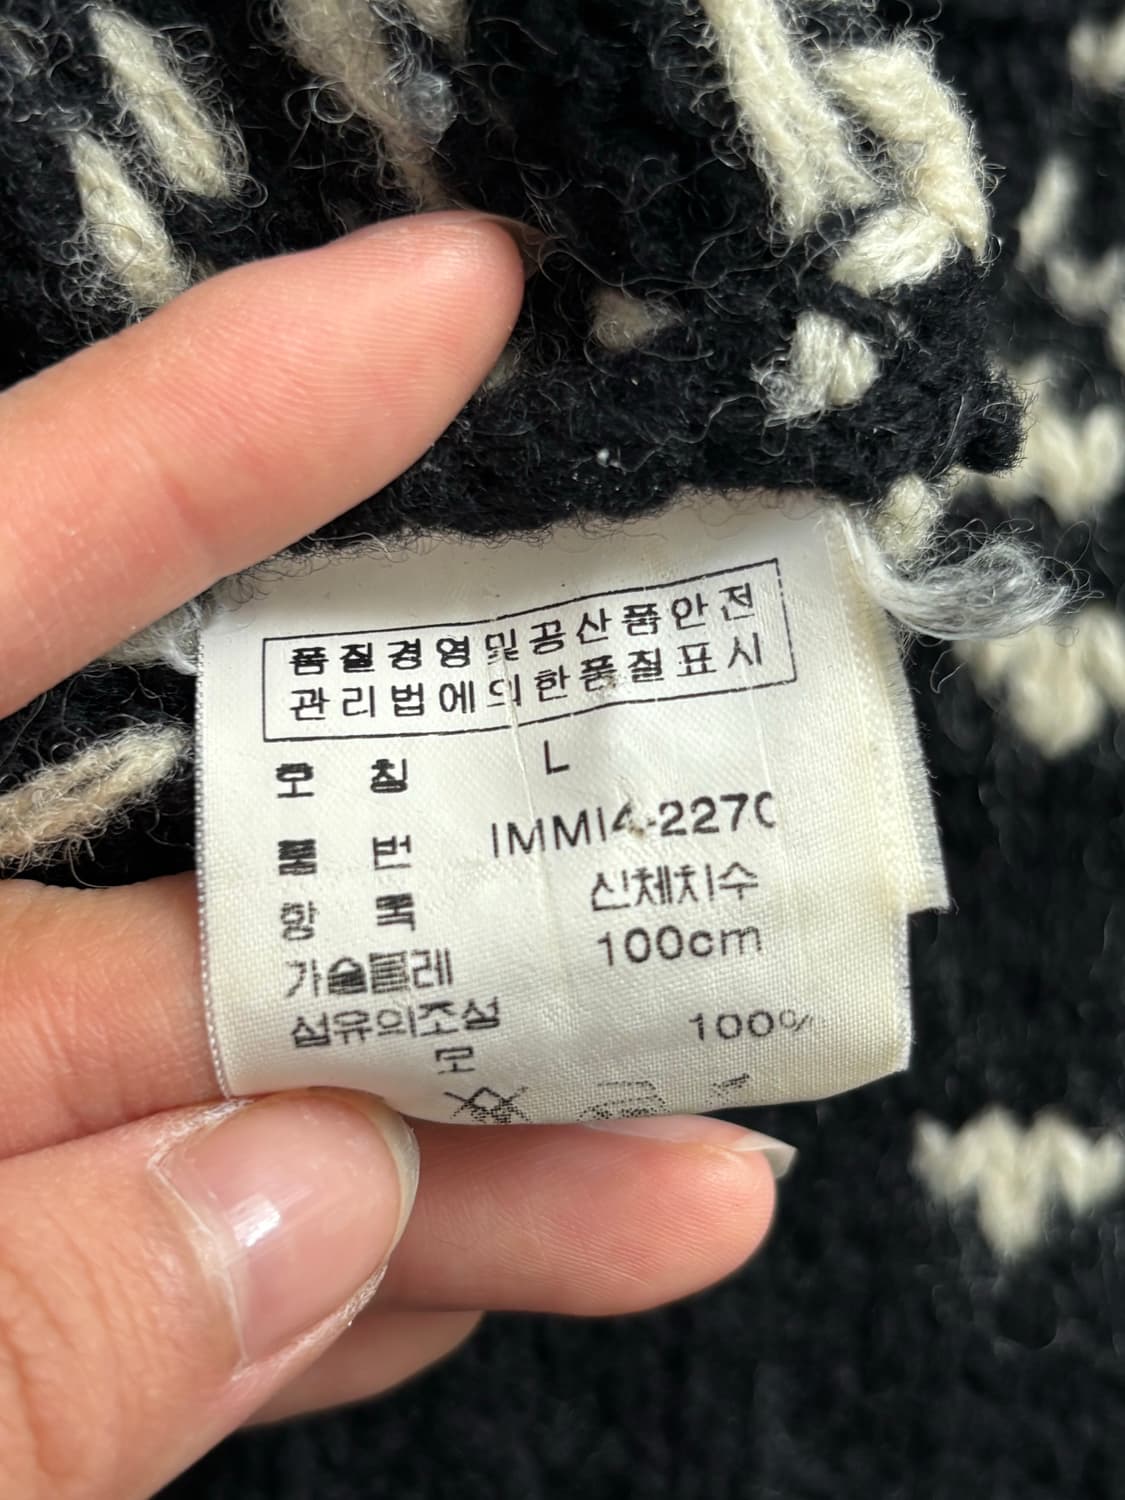 품질경영및공산품안전
관리법에의한품질표시
호 칭 L
품 번 IMMI4-2270
항 목 신체치수
가슴둘레 100cm
섬유의조성
모 100%